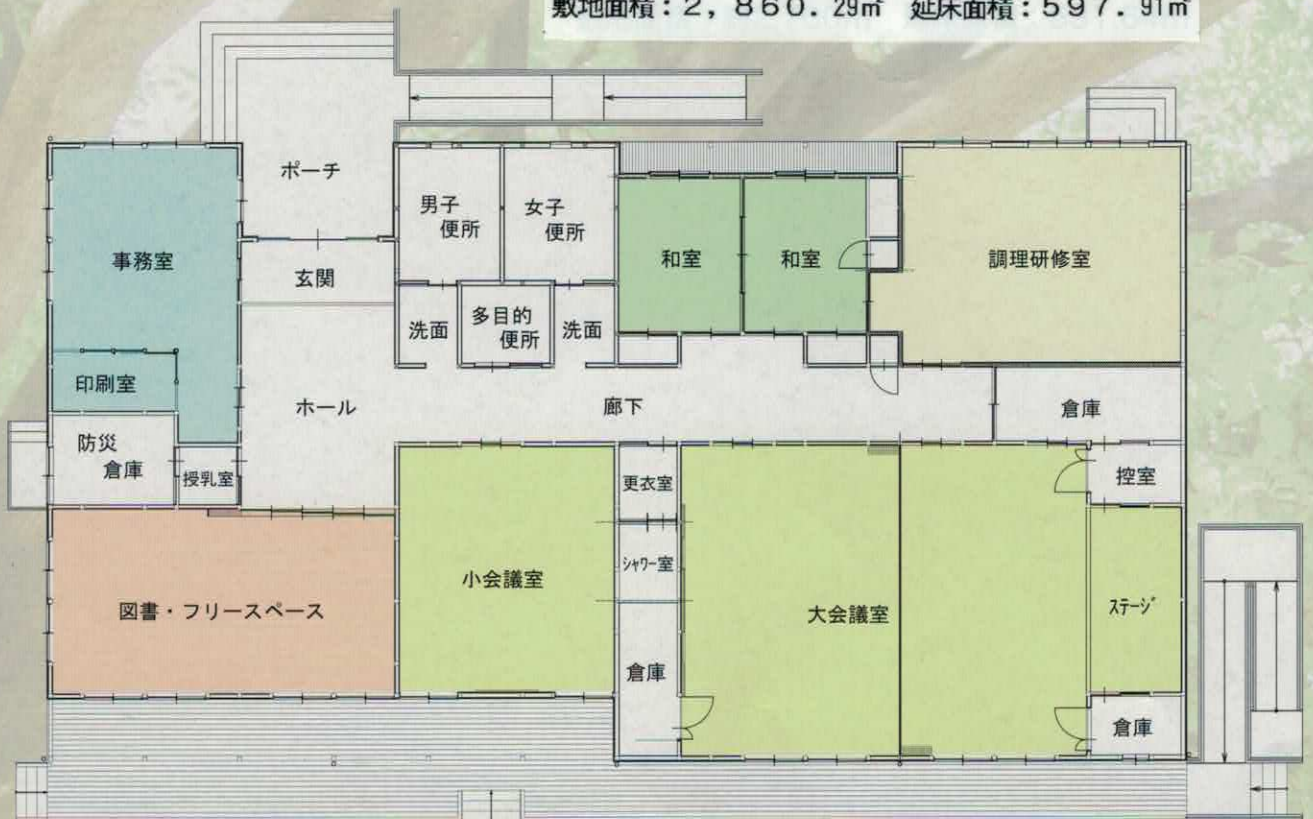 敷地面積：2，860．29㎡ 延床面積：597．91㎡
ポーチ
男子
便所
女子
便所
事務室
玄関
和室
和室
調理研修室
洗面
多目的
便所
洗面
印刷室
ホール
廊下
倉庫
防災
倉庫
授乳室
更衣室
控室
シャワー室
小会議室
図書・フリースペース
大会議室
ステージ
倉庫
倉庫